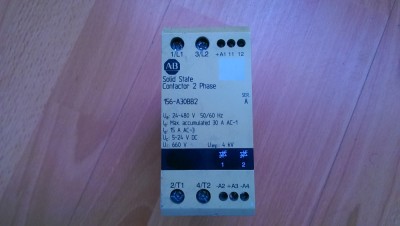 1/L1 3/L2 +A1 11 12
AB
Solid State
Contactor 2 Phase
156-A30BB2
SER.
A
Ue: 24-480 V 50/60 Hz
Ie: Max. accumulated 30 A AC-1
Ie: 15 A AC-3
Uc: 5-24 V DC
Ui: 660 V Uimp: 4 kV
1 2
2/T1 4/T2 -A2 +A3 -A4